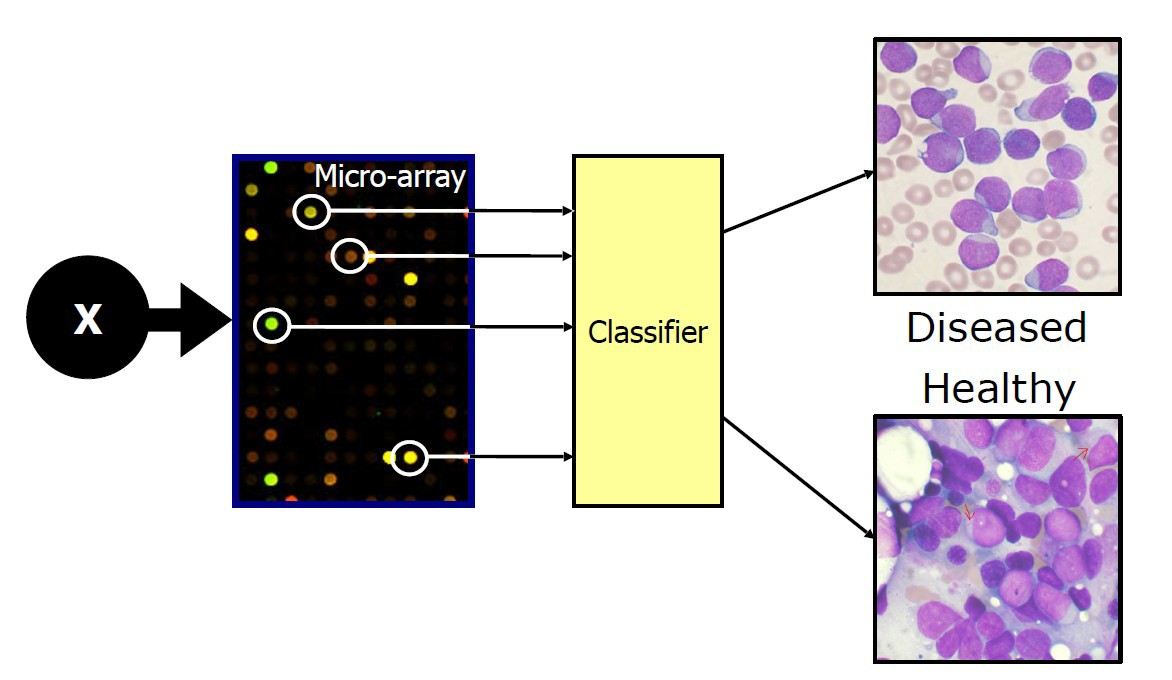 X
Micro-array
Classifier
Diseased
Healthy